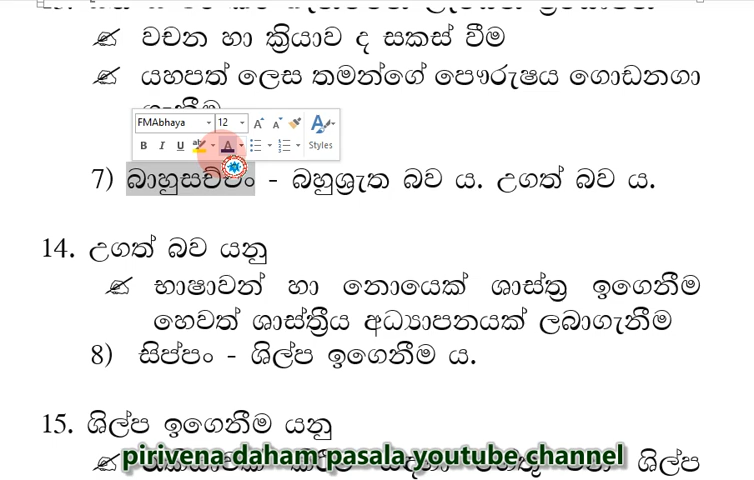 වචන හා ක්‍රියාව ද සකස් වීම
යහපත් ලෙස තමන්ගේ පෞරුෂය ගොඩනගා
ගැනීම
FMAbhaya 12
B I U Styles
7) බාහුසච්චං - බහුශ්‍රැත බව ය. උගත් බව ය.
14. උගත් බව යනු
භාෂාවන් හා නොයෙක් ශාස්ත්‍ර ඉගෙනීම
හෙවත් ශාස්ත්‍රීය අධ්‍යාපනයක් ලබාගැනීම
8) සිප්පං - ශිල්ප ඉගෙනීම ය.
15. ශිල්ප ඉගෙනීම යනු
ශිල්ප
pirivena daham pasala youtube channel